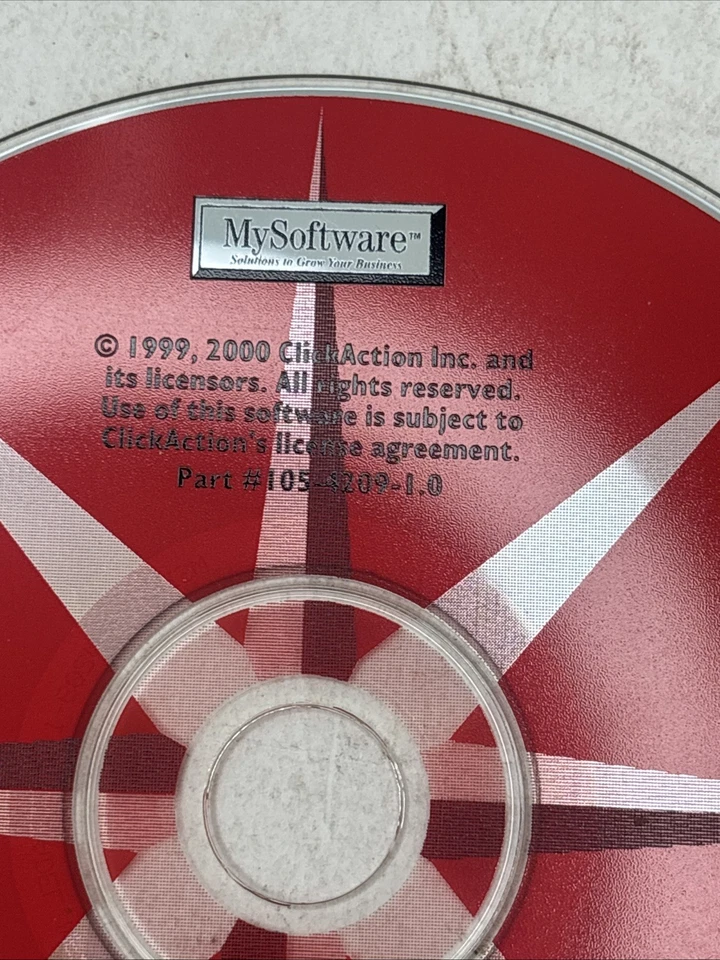 MySoftware™
Solutions to Grow Your Business
© 1999, 2000 ClickAction Inc. and
its licensors. All rights reserved.
Use of this software is subject to
ClickAction's license agreement.
Part #105-4209-1.0